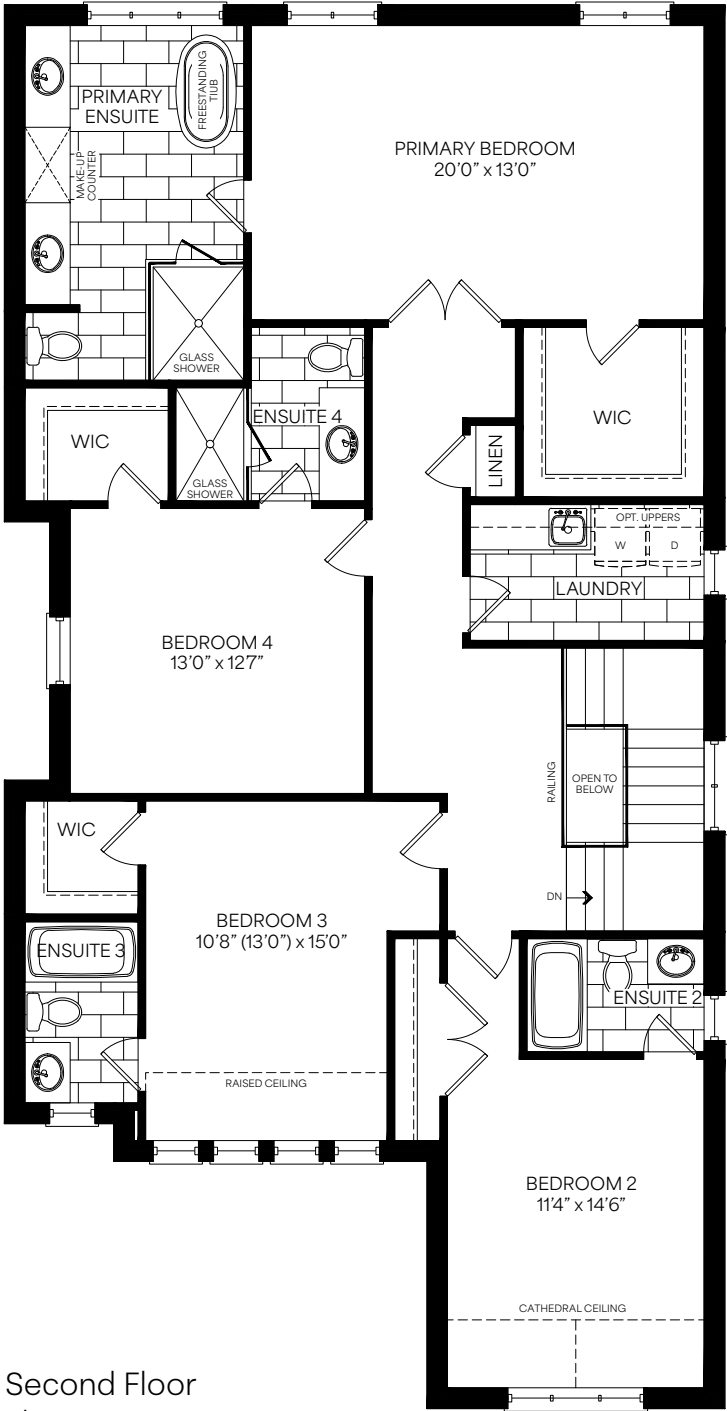 PRIMARY
ENSUITE
FREESTANDING
TIUB
MAKE-UP
COUNTER
PRIMARY BEDROOM
20'0” x 13'0”
GLASS
SHOWER
ENSUITE 4
WIC
WIC
LINEN
GLASS
SHOWER
OPT. UPPERS
W
D
LAUNDRY
BEDROOM 4
13'0” x 12'7”
RAILING
OPEN TO
BELOW
WIC
DN
BEDROOM 3
10'8” (13'0”) x 15'0”
ENSUITE 3
ENSUITE 2
RAISED CEILING
BEDROOM 2
11'4” x 14'6”
CATHEDRAL CEILING
Second Floor